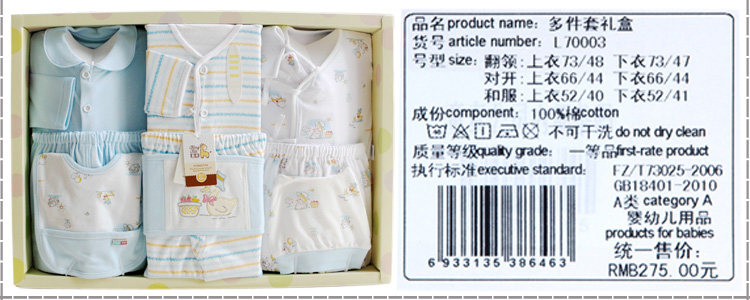 品名product name: 多件套礼盒
货号article number: L70003
号型size: 翻领:上衣73/48 下衣73/47
对开:上衣66/44 下衣66/44
和服:上衣52/40 下衣52/41
成份component: 100%棉cotton
不可干洗do not dry clean
质量等级quality grade: 一等品first-rate product
执行标准executive standard: FZ/T73025-2006
GB18401-2010
A类 category A
婴幼儿用品
products for babies
统一售价:
RMB275.00元
6 933135 386463